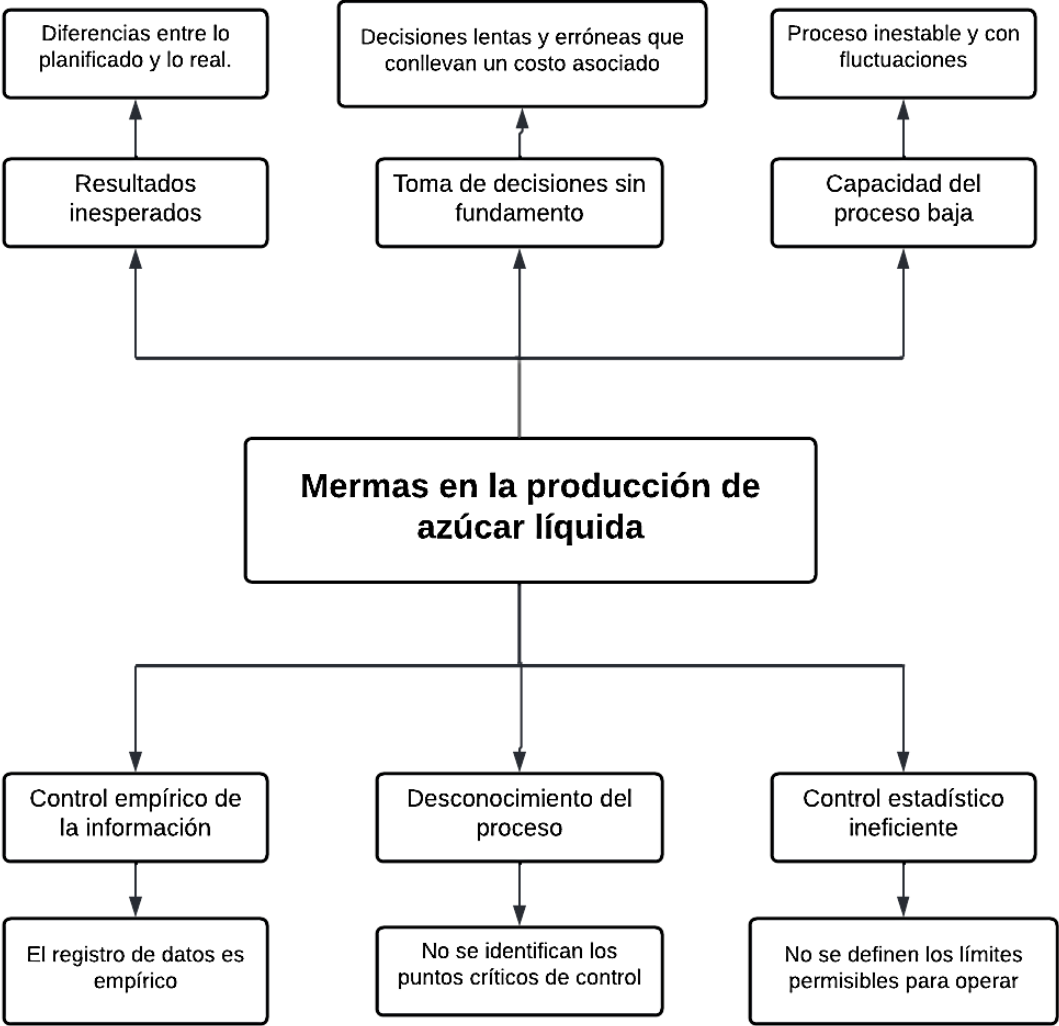 Diferencias entre lo
planificado y lo real.
Decisiones lentas y erróneas que
conllevan un costo asociado
Proceso inestable y con
fluctuaciones
Resultados
inesperados
Toma de decisiones sin
fundamento
Capacidad del
proceso baja
Mermas en la producción de
azúcar líquida
Control empírico de
la información
Desconocimiento del
proceso
Control estadístico
ineficiente
El registro de datos es
empírico
No se identifican los
puntos críticos de control
No se definen los límites
permisibles para operar